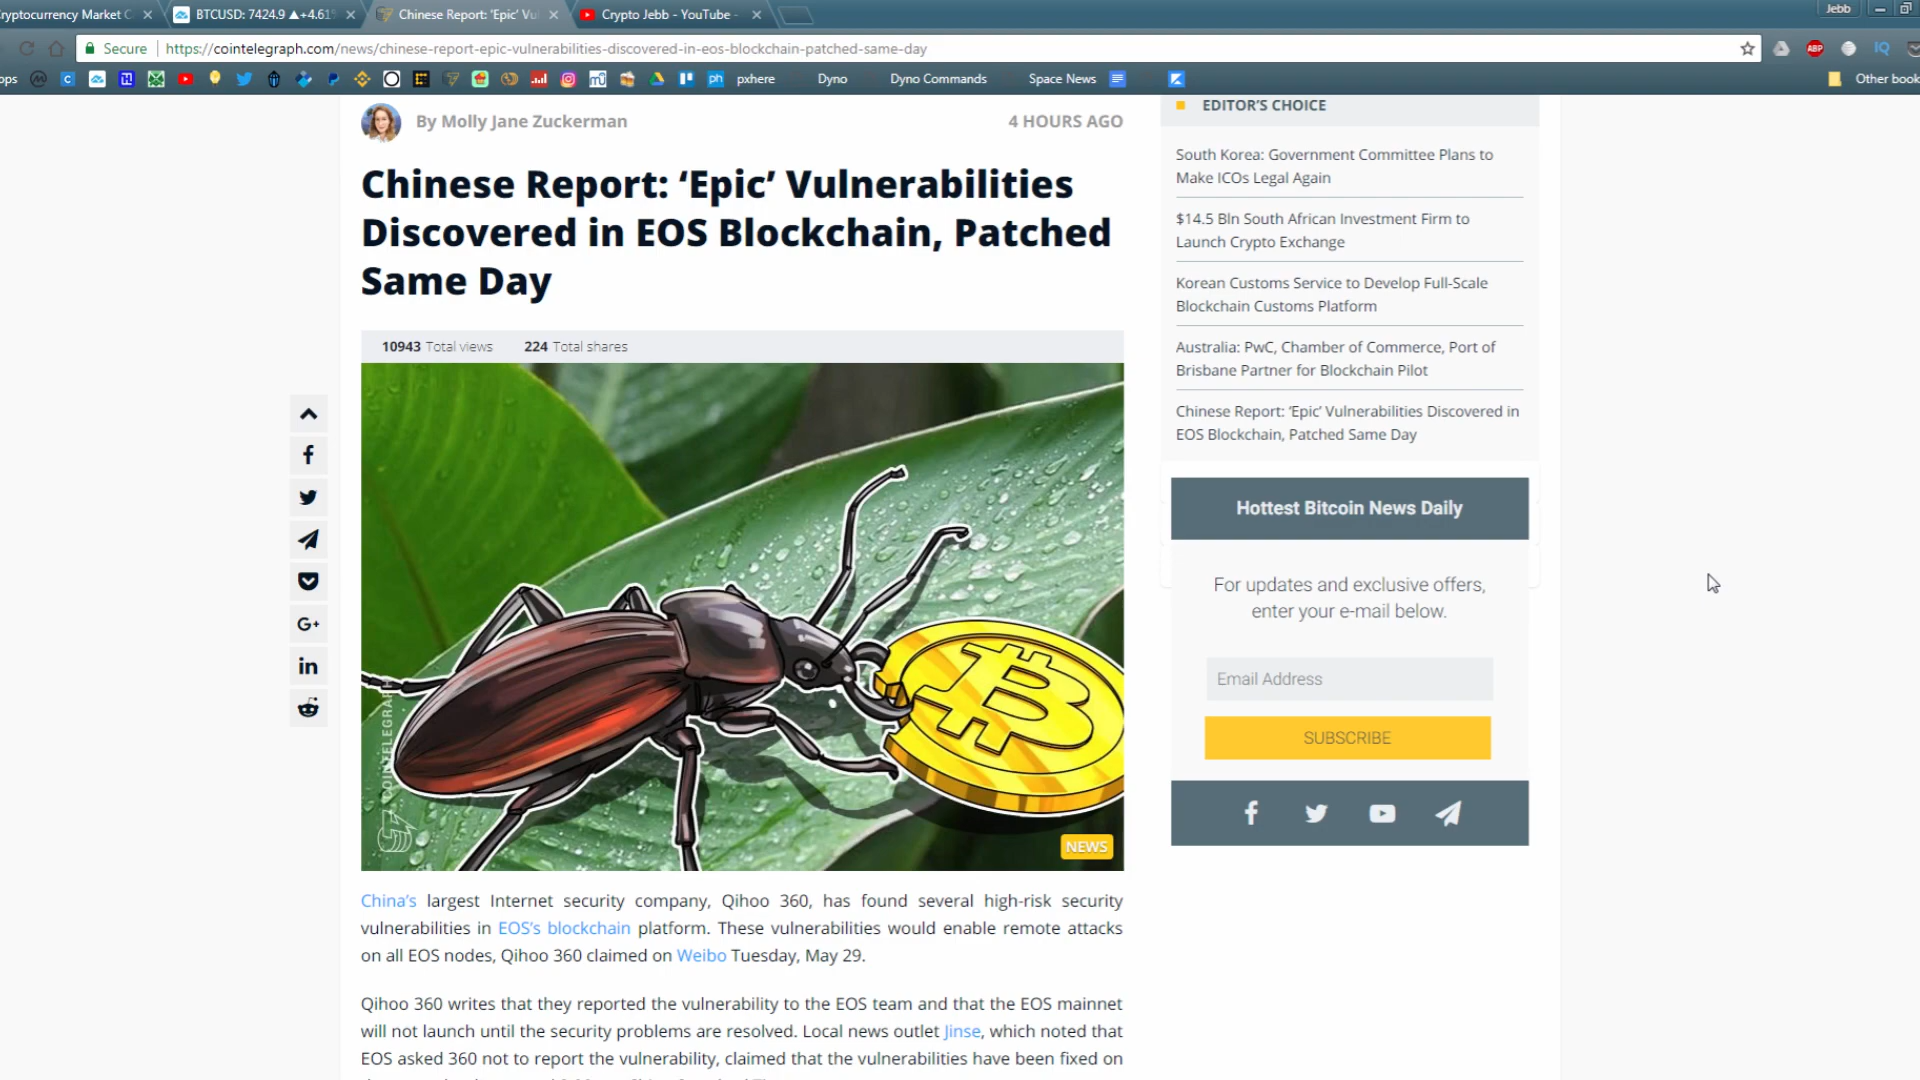 ryptocurrency Market C
BTCUSD: 7424.9 ▲+4.61
Chinese Report: 'Epic' Vul
Crypto Jebb - YouTube -
Jebb
Secure
https://cointelegraph.com/news/chinese-report-epic-vulnerabilities-discovered-in-eos-blockchain-patched-same-day
ABP
IQ
ops
ph
pxhere
Dyno
Dyno Commands
Space News
Other book
By Molly Jane Zuckerman
4 HOURS AGO
Chinese Report: ‘Epic’ Vulnerabilities
Discovered in EOS Blockchain, Patched
Same Day
10943 Total views
224 Total shares
G+
in
COINTELEGRAPH
NEWS
China’s largest Internet security company, Qihoo 360, has found several high-risk security
vulnerabilities in EOS’s blockchain platform. These vulnerabilities would enable remote attacks
on all EOS nodes, Qihoo 360 claimed on Weibo Tuesday, May 29.
Qihoo 360 writes that they reported the vulnerability to the EOS team and that the EOS mainnet
will not launch until the security problems are resolved. Local news outlet Jinse, which noted that
EOS asked 360 not to report the vulnerability, claimed that the vulnerabilities have been fixed on
EDITOR’S CHOICE
South Korea: Government Committee Plans to
Make ICOs Legal Again
$14.5 Bln South African Investment Firm to
Launch Crypto Exchange
Korean Customs Service to Develop Full-Scale
Blockchain Customs Platform
Australia: PwC, Chamber of Commerce, Port of
Brisbane Partner for Blockchain Pilot
Chinese Report: ‘Epic’ Vulnerabilities Discovered in
EOS Blockchain, Patched Same Day
Hottest Bitcoin News Daily
For updates and exclusive offers,
enter your e-mail below.
Email Address
SUBSCRIBE